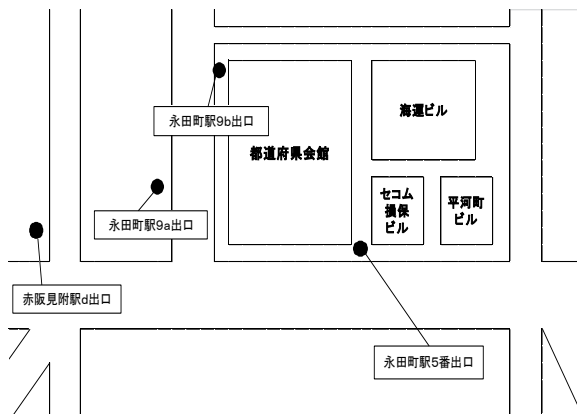 永田町駅9b出口
海運ビル
都道府県会館
セコム
損保
ビル
平河町
ビル
永田町駅9a出口
赤阪見附駅d出口
永田町駅5番出口